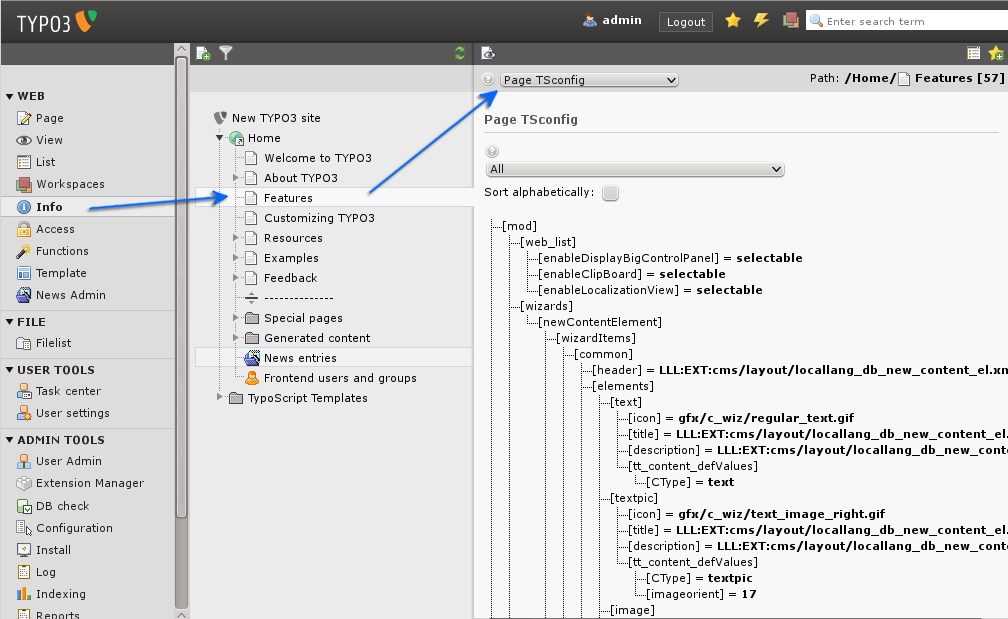 TYPO3
admin
Logout
Enter search term
WEB
Page
View
List
Workspaces
Info
Access
Functions
Template
News Admin
FILE
Filelist
USER TOOLS
Task center
User settings
ADMIN TOOLS
User Admin
Extension Manager
DB check
Configuration
Install
Log
Indexing
Reports
New TYPO3 site
Home
Welcome to TYPO3
About TYPO3
Features
Customizing TYPO3
Resources
Examples
Feedback
--------------
Special pages
Generated content
News entries
Frontend users and groups
TypoScript Templates
Page TSconfig
Path: /Home/ Features [57]
Page TSconfig
All
Sort alphabetically:
[mod]
[web_list]
[enableDisplayBigControlPanel] = selectable
[enableClipBoard] = selectable
[enableLocalizationView] = selectable
[wizards]
[newContentElement]
[wizardItems]
[common]
[header] = LLL:EXT:cms/layout/locallang_db_new_content_el.xm
[elements]
[text]
[icon] = gfx/c_wiz/regular_text.gif
[title] = LLL:EXT:cms/layout/locallang_db_new_content_el.
[description] = LLL:EXT:cms/layout/locallang_db_new_conte
[tt_content_defValues]
[CType] = text
[textpic]
[icon] = gfx/c_wiz/text_image_right.gif
[title] = LLL:EXT:cms/layout/locallang_db_new_content_el.
[description] = LLL:EXT:cms/layout/locallang_db_new_conte
[tt_content_defValues]
[CType] = textpic
[imageorient] = 17
[image]